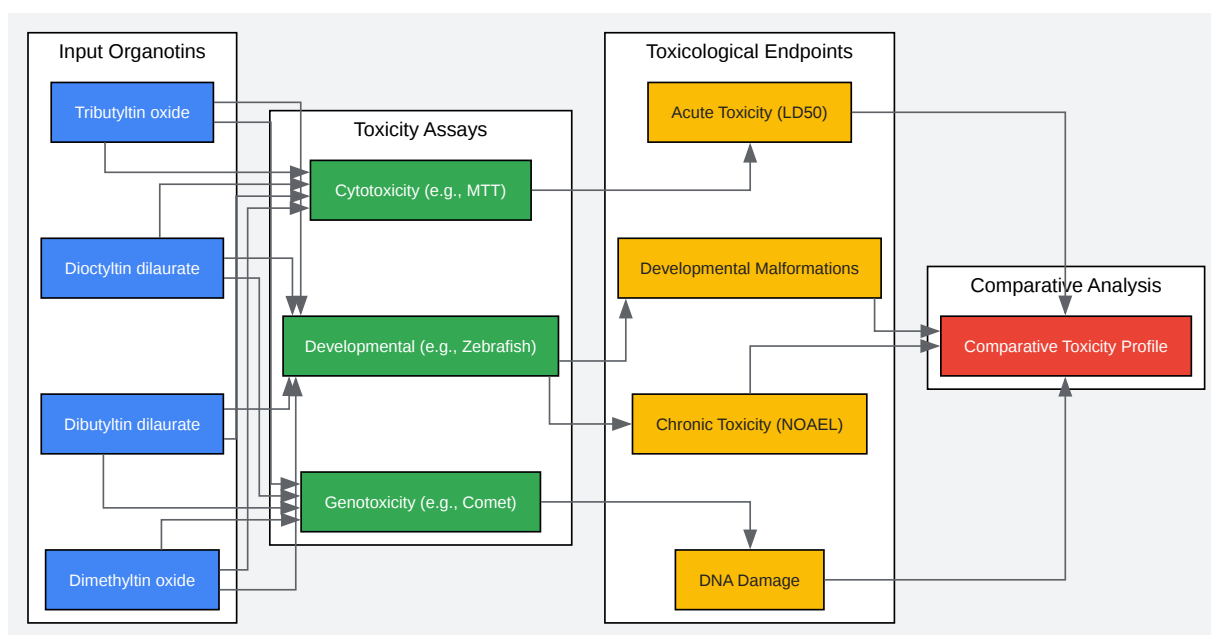 Input Organotins
Tributyltin oxide
Dioctyltin dilaurate
Dibutyltin dilaurate
Dimethyltin oxide
Toxicity Assays
Cytotoxicity (e.g., MTT)
Developmental (e.g., Zebrafish)
Genotoxicity (e.g., Comet)
Toxicological Endpoints
Acute Toxicity (LD50)
Developmental Malformations
Chronic Toxicity (NOAEL)
DNA Damage
Comparative Analysis
Comparative Toxicity Profile